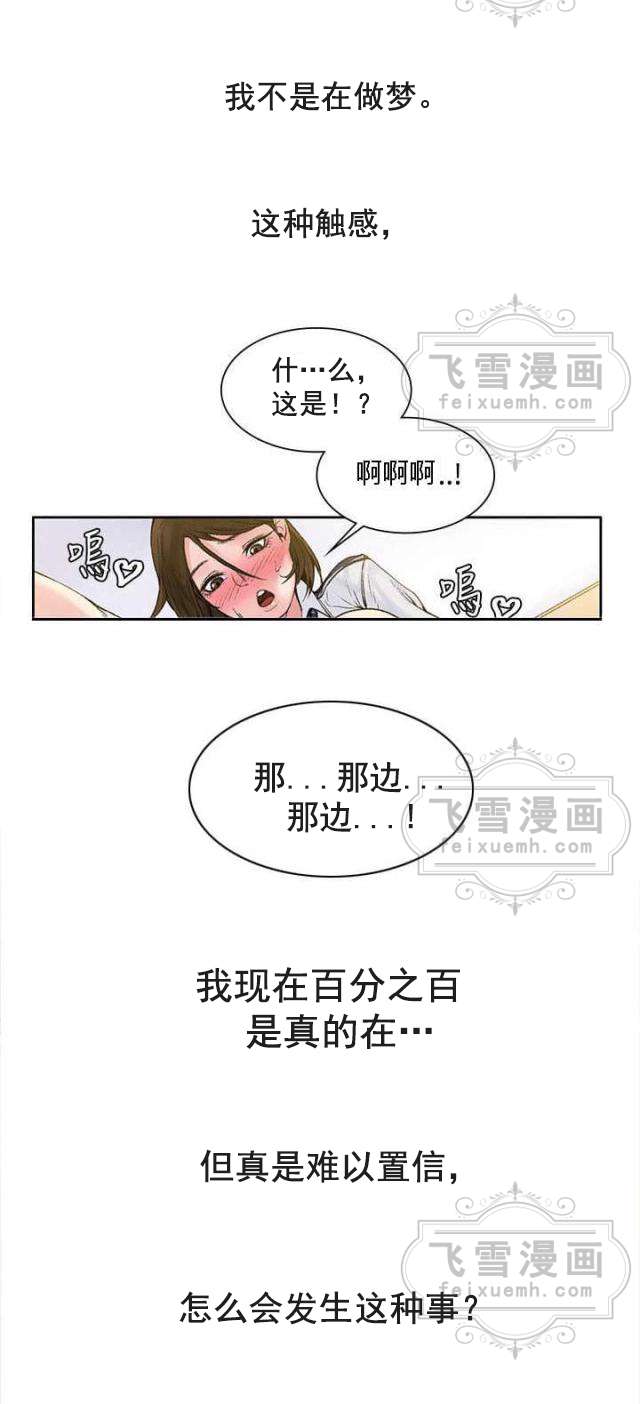 我不是在做梦。
这种触感，
飞雪漫画
feixuemh.com
什···么，
这是！？
啊啊啊..!
嗚♡
嗚♡
那...那边...
那边...!
飞雪漫画
feixuemh.com
我现在百分之百
是真的在···
但真是难以置信，
飞雪漫画
feixuemh.com
怎么会发生这种事？